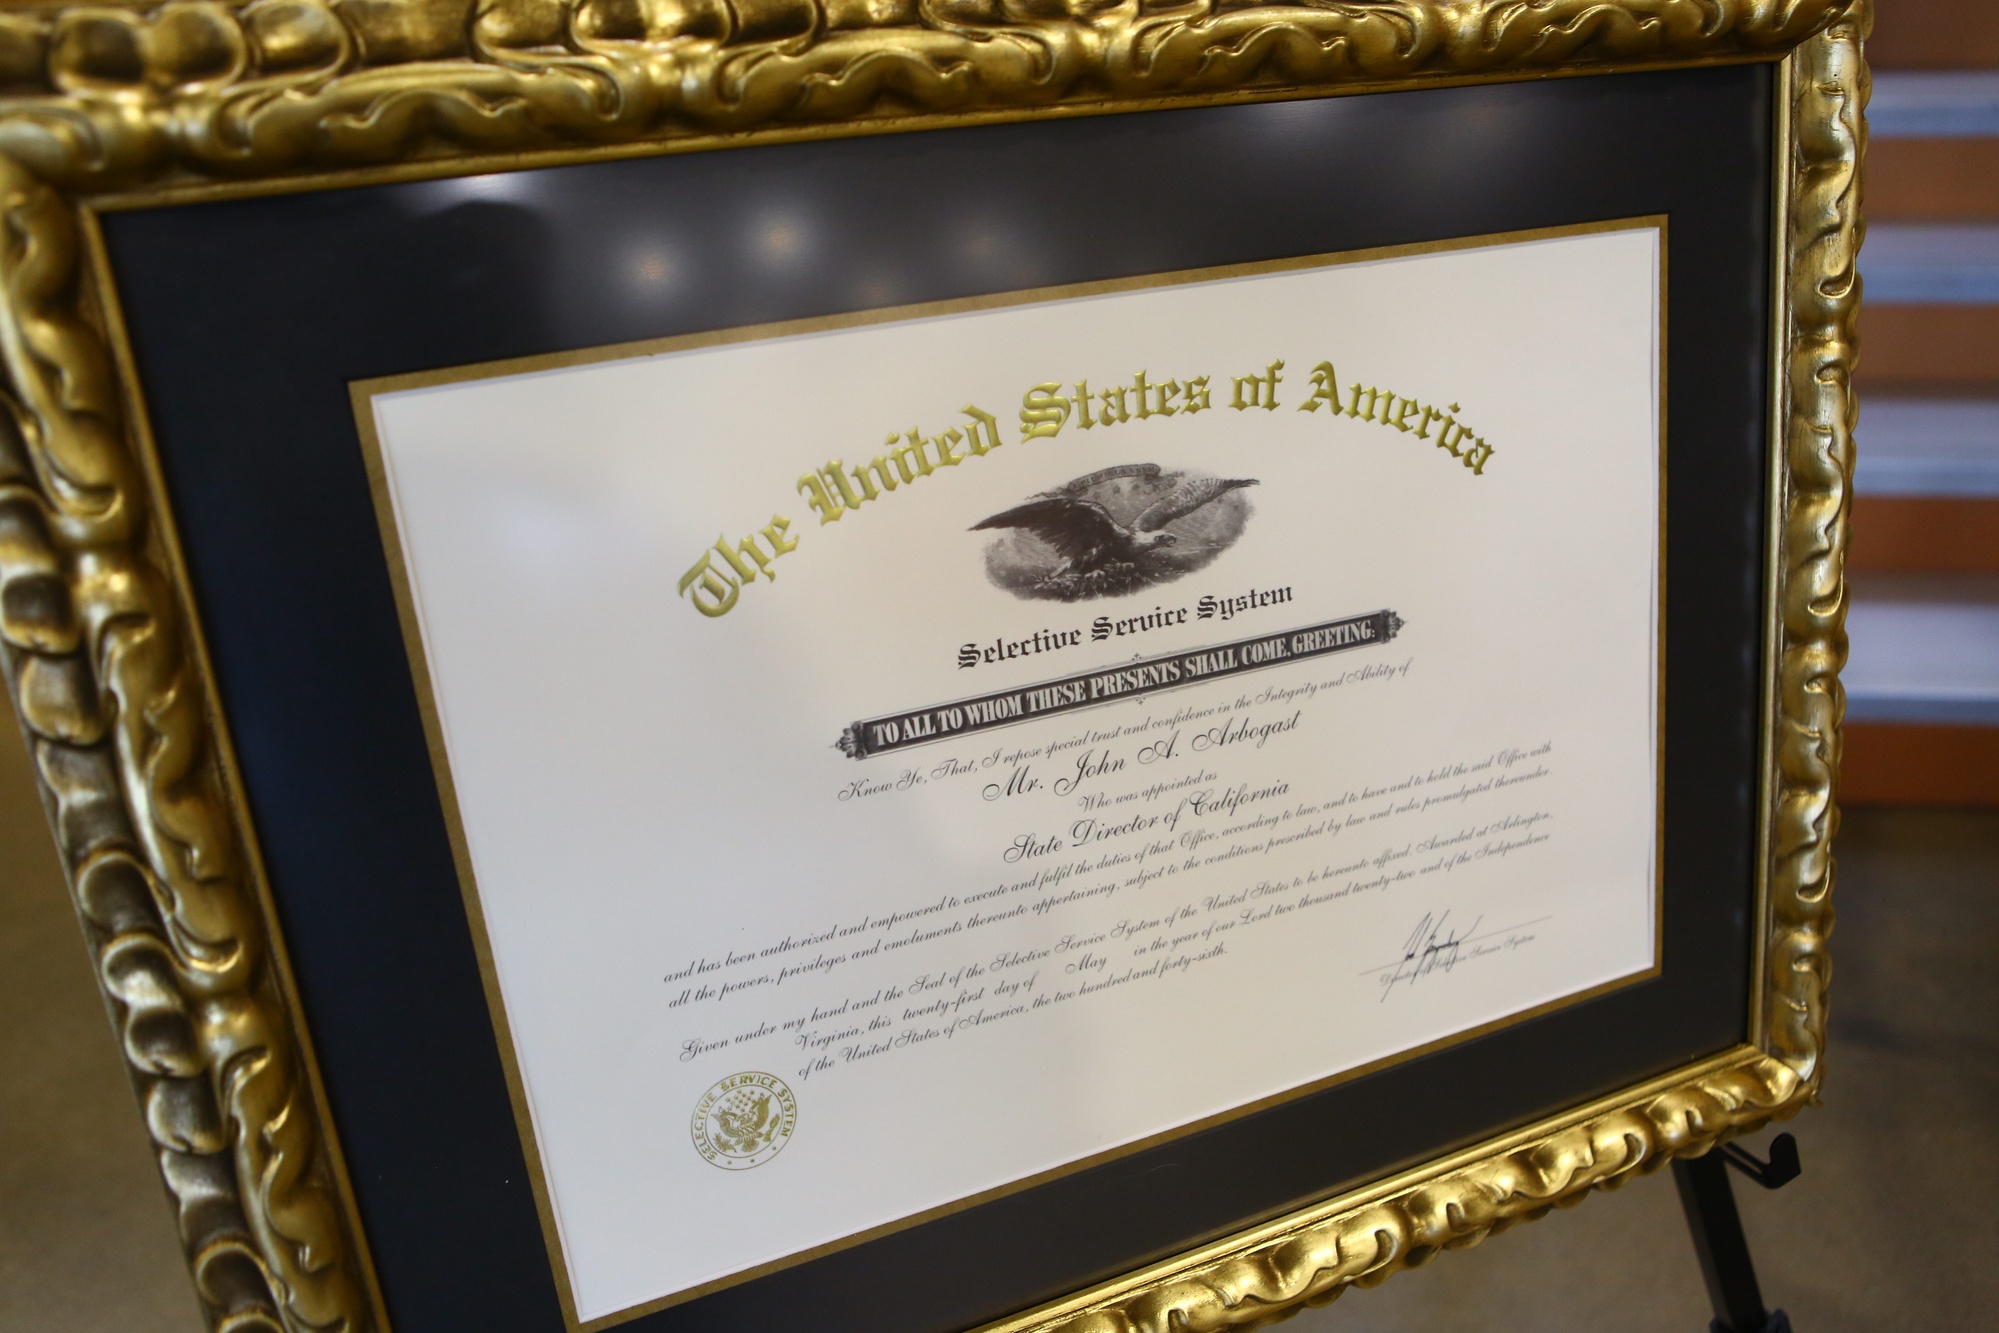 The United States of America
Selective Service System
TO ALL TO WHOM THESE PRESENTS SHALL COME, GREETING:
Know Ye, That, I repose special trust and confidence in the Integrity and Ability of
Mr. John A. Arbogast
Who was appointed as
State Director of California
and has been authorized and empowered to execute and fulfil the duties of that Office, according to law, and to have and to hold the said Office with
all the powers, privileges and emoluments thereunto appertaining, subject to the conditions prescribed by law and rules promulgated thereunder.
Given under my hand and the Seal of the Selective Service System of the United States to be hereunto affixed. Awarded at Arlington,
Virginia, this twenty-first day of May in the year of our Lord two thousand twenty-two and of the Independence
of the United States of America, the two hundred and forty-sixth.
Director of Selective Service System
SELECTIVE SERVICE SYSTEM